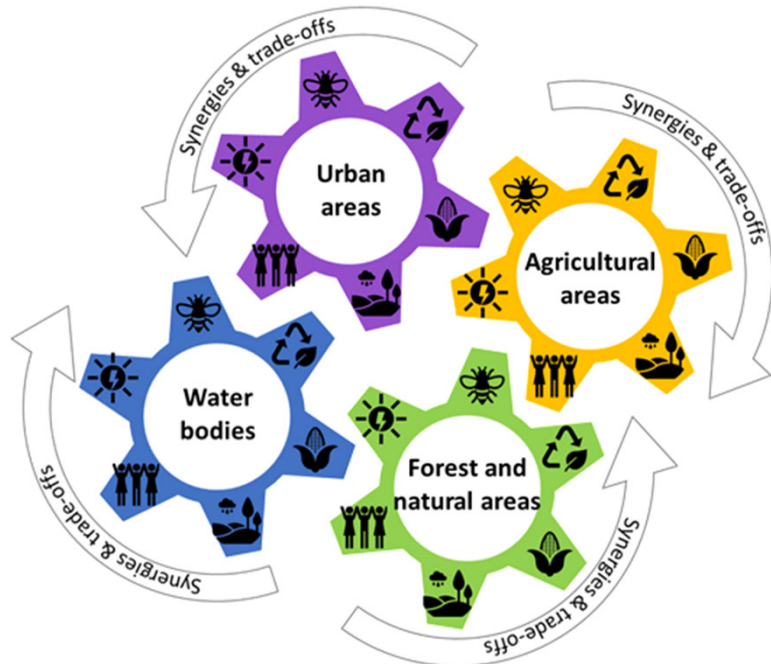 Synergies & trade-offs
Synergies & trade-offs
Urban
areas
Agricultural
areas
Water
bodies
Forest and
natural areas
Synergies & trade-offs
Synergies & trade-offs